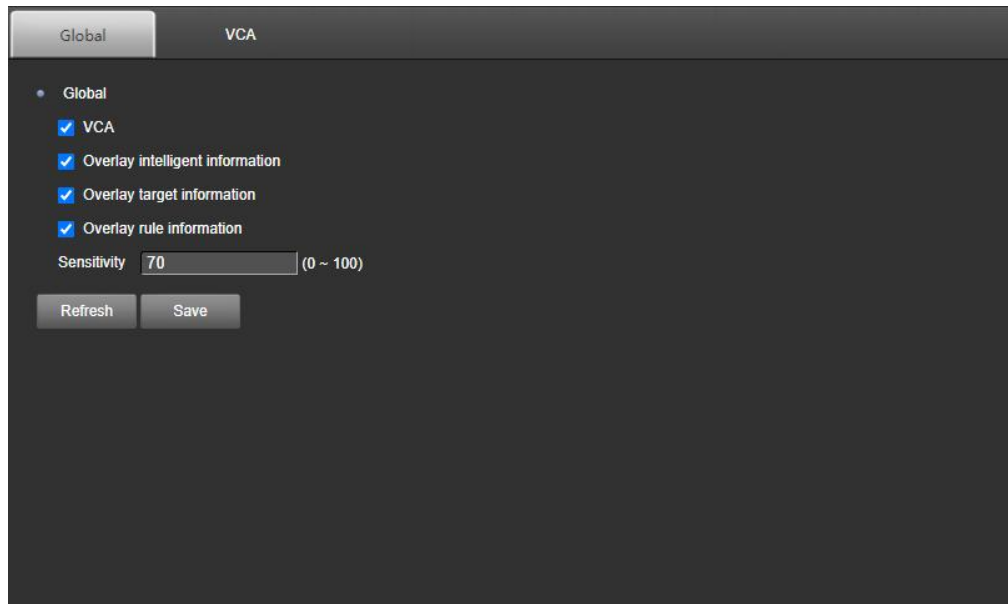 Global VCA
Global
VCA
Overlay intelligent information
Overlay target information
Overlay rule information
Sensitivity 70 (0 ~ 100)
Refresh Save